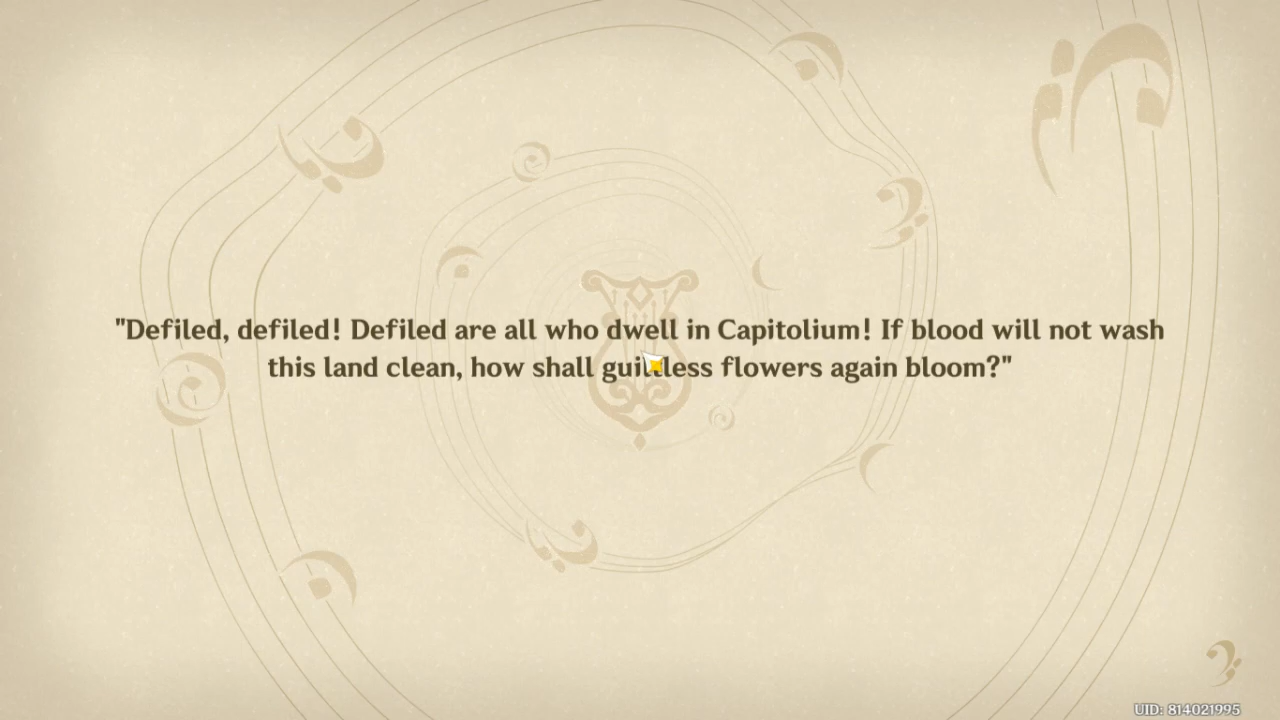 "Defiled, defiled! Defiled are all who dwell in Capitolium! If blood will not wash
this land clean, how shall guiltless flowers again bloom?"
UID: 814021995